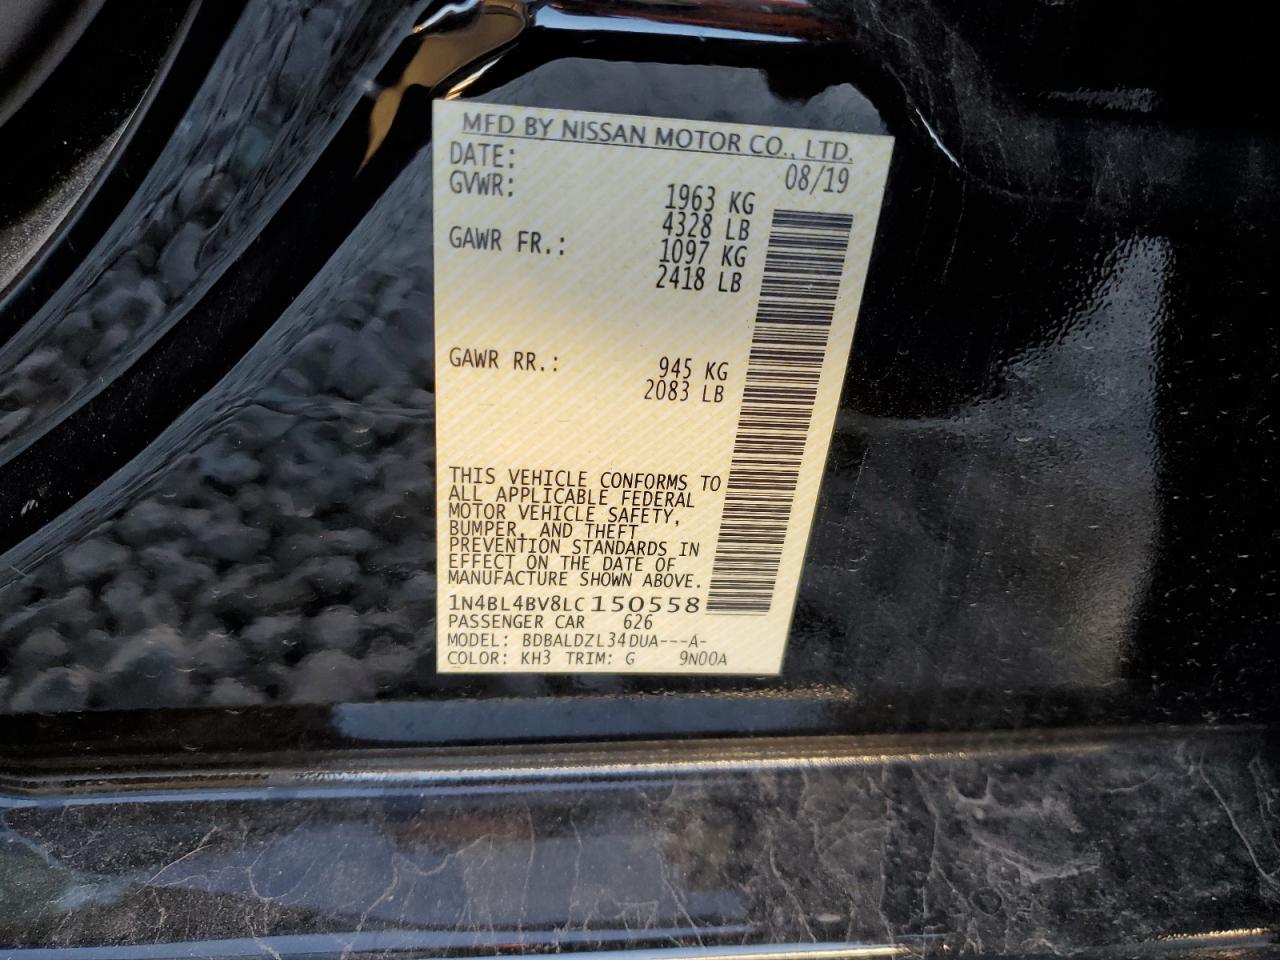 MFD BY NISSAN MOTOR CO., LTD.
DATE: 08/19
GVWR: 1963 KG
4328 LB
GAWR FR.: 1097 KG
2418 LB
GAWR RR.: 945 KG
2083 LB
THIS VEHICLE CONFORMS TO
ALL APPLICABLE FEDERAL
MOTOR VEHICLE SAFETY,
BUMPER, AND THEFT
PREVENTION STANDARDS IN
EFFECT ON THE DATE OF
MANUFACTURE SHOWN ABOVE.
1N4BL4BV8LC150558
PASSENGER CAR 626
MODEL: BDBALDZL34DUA---A-
COLOR: KH3 TRIM: G 9N00A